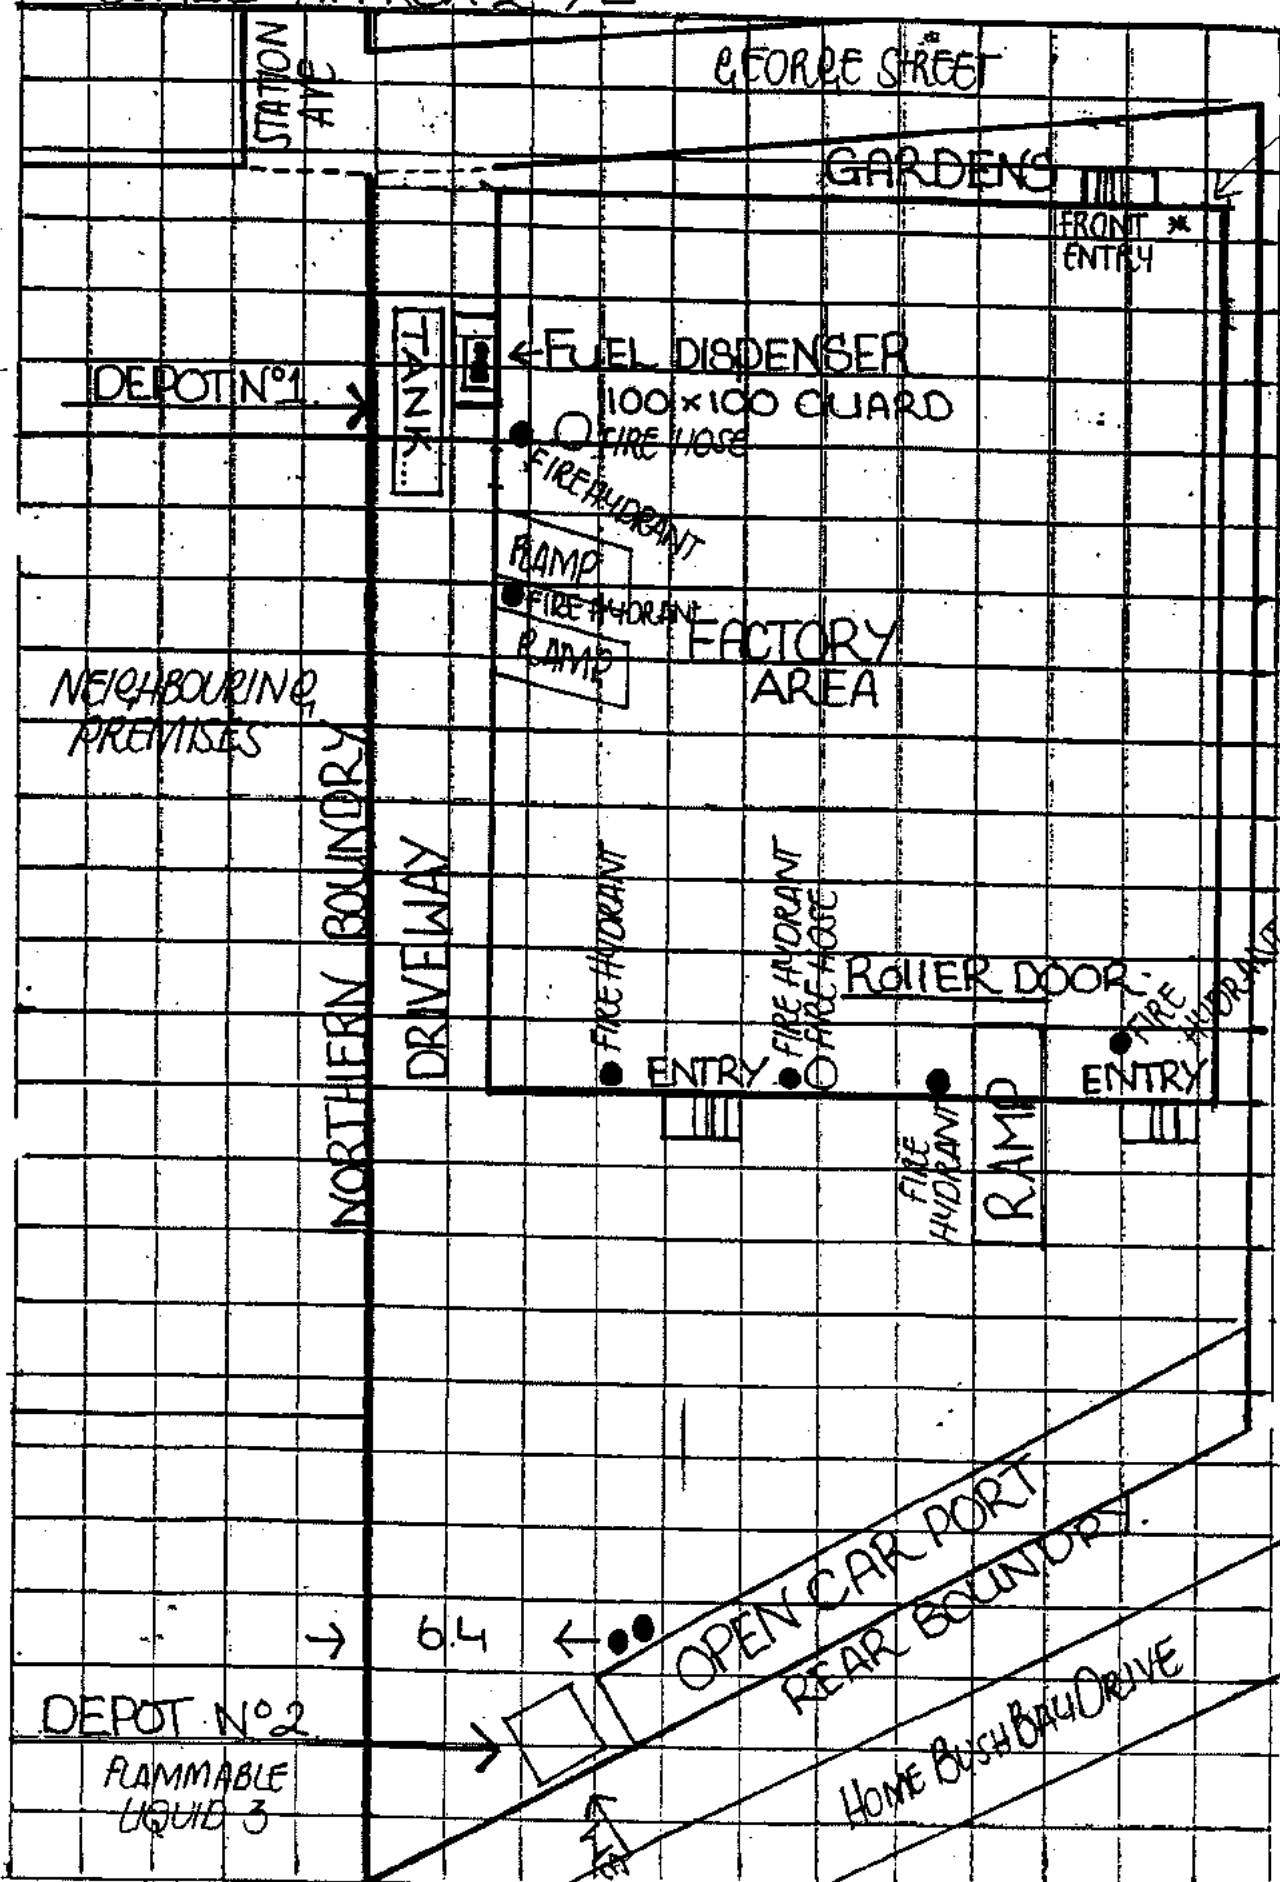 STATION
AVE
GEORGE STREET
GARDENS
FRONT *
ENTRY
TANK
← FUEL DISPENSER
100 x 100 GUARD
DEPOT Nº1
FIRE HOSE
FIRE HYDRANT
RAMP
FIRE HYDRANT
RAMP
FACTORY
AREA
NEIGHBOURING
PREMISES
NORTHERN BOUNDRY
DRIVEWAY
FIRE HYDRANT
FIRE HYDRANT
FIRE HOSE
ROLLER DOOR
FIRE
HYDRANT
ENTRY
ENTRY
FIRE
HYDRANT
RAMP
OPEN CAR PORT
REAR BOUNDRY
→ 6.4 ←
DEPOT Nº2
FLAMMABLE
LIQUID 3
HOME BUSH BAY DRIVE